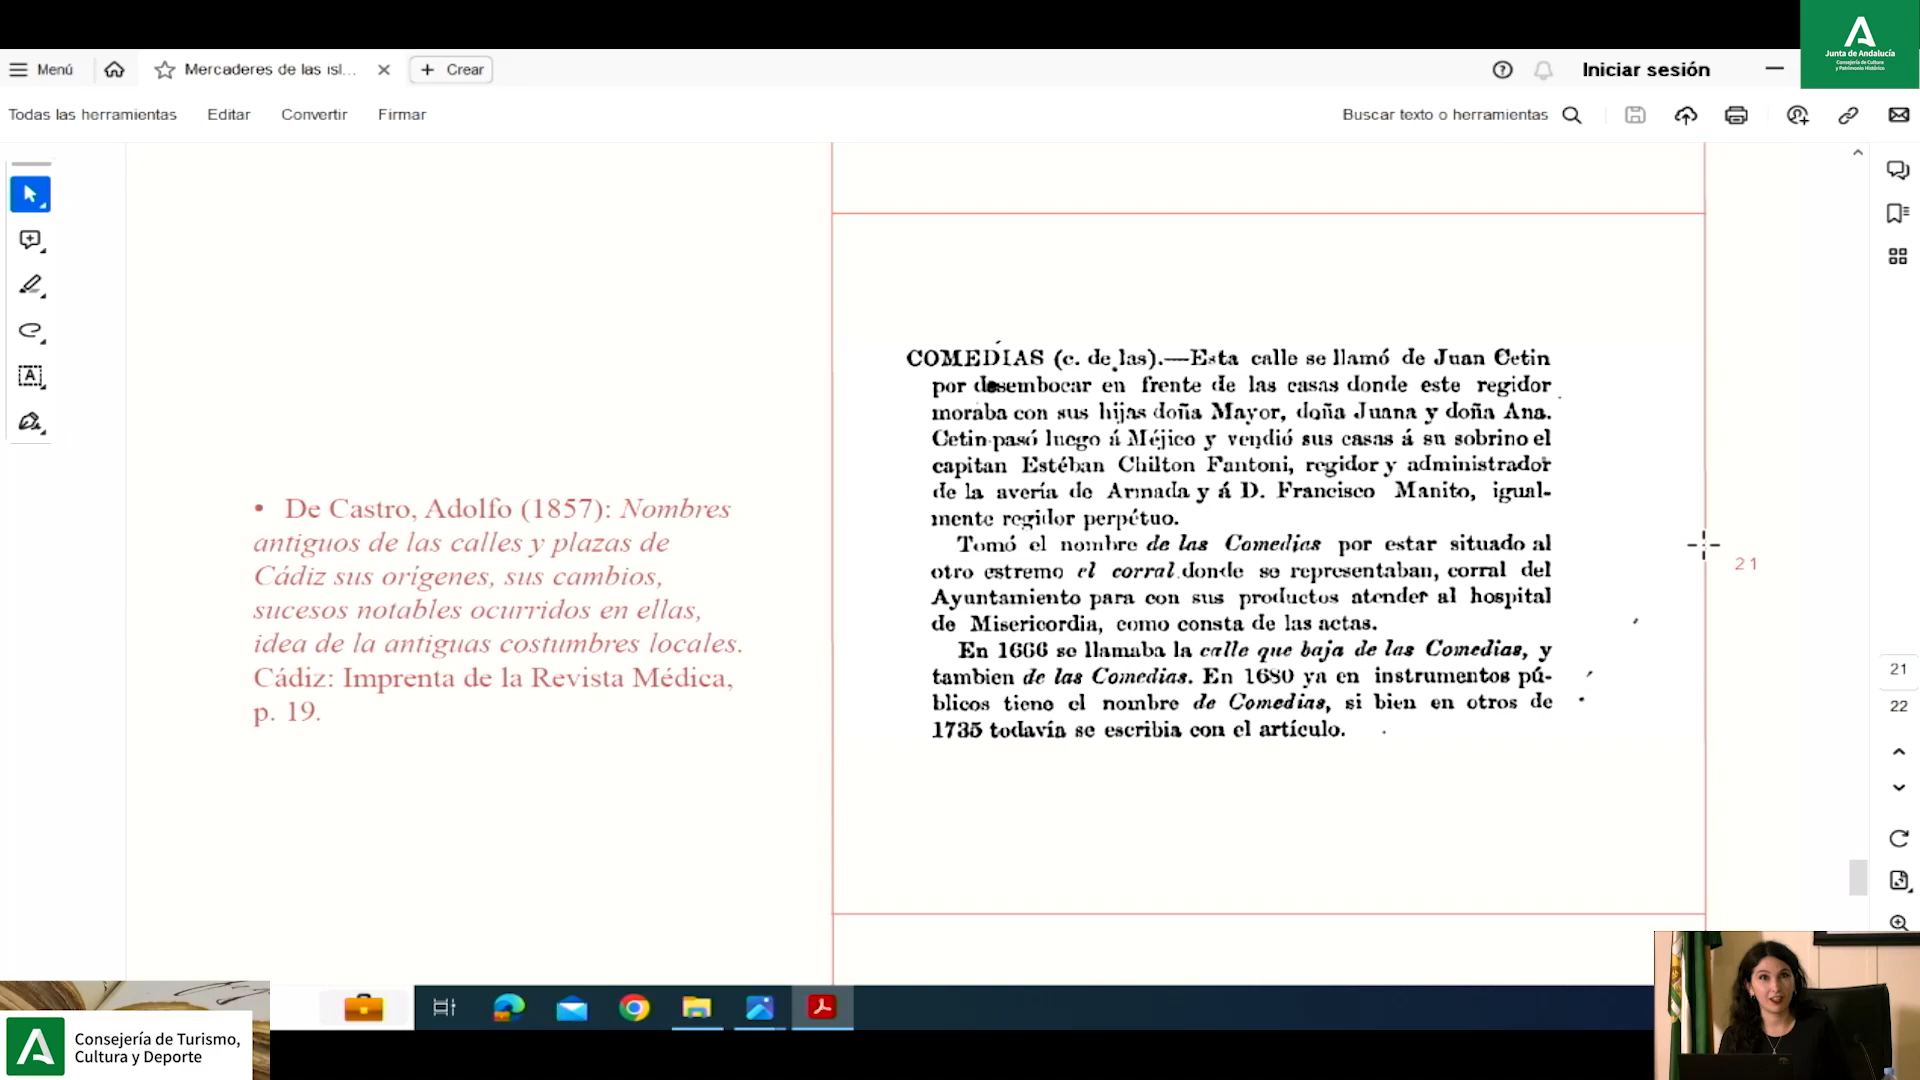 Junta de Andalucía
Consejería de Cultura
y Patrimonio Histórico
Menú
Mercaderes de las isl...
Crear
Iniciar sesión
Todas las herramientas
Editar
Convertir
Firmar
Buscar texto o herramientas
• De Castro, Adolfo (1857): Nombres
antiguos de las calles y plazas de
Cádiz sus orígenes, sus cambios,
sucesos notables ocurridos en ellas,
idea de la antiguas costumbres locales.
Cádiz: Imprenta de la Revista Médica,
p. 19.
COMEDIAS (c. de las).—Esta calle se llamó de Juan Cetin
por desembocar en frente de las casas donde este regidor
moraba con sus hijas doña Mayor, doña Juana y doña Ana.
Cetin pasó luego á Méjico y vendió sus casas á su sobrino el
capitan Estéban Chilton Fantoni, regidor y administrador
de la avería de Armada y á D. Francisco Manito, igual-
mente regidor perpétuo.
Tomó el nombre de las Comedias por estar situado al
otro estremo el corral donde se representaban, corral del
Ayuntamiento para con sus productos atender al hospital
de Misericordia, como consta de las actas.
En 1666 se llamaba la calle que baja de las Comedias, y
tambien de las Comedias. En 1680 ya en instrumentos pú-
blicos tiene el nombre de Comedias, si bien en otros de
1735 todavía se escribia con el artículo.
21
21
22
Consejería de Turismo,
Cultura y Deporte